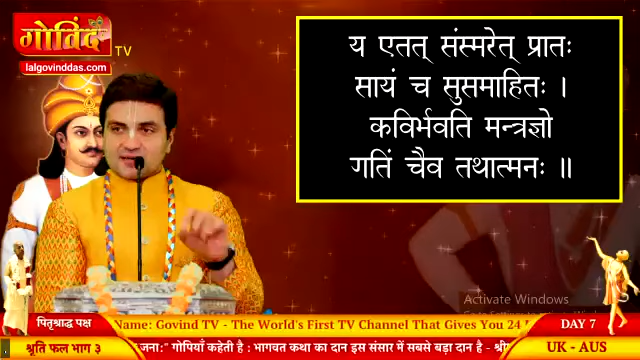 गोविंद
TV
lalgovinddas.com
य एतत् संस्मरेत् प्रातः
सायं च सुसमाहितः ।
कविर्भवति मन्त्रज्ञो
गतिं चैव तथात्मनः ॥
Activate Windows
पितृश्राद्ध पक्ष
Name: Govind TV - The World's First TV Channel That Gives You 24
DAY 7
श्रृति फल भाग ३
जना:" गोपियाँ कहेती है : भागवत कथा का दान इस संसार में सबसे बड़ा दान है -
UK - AUS